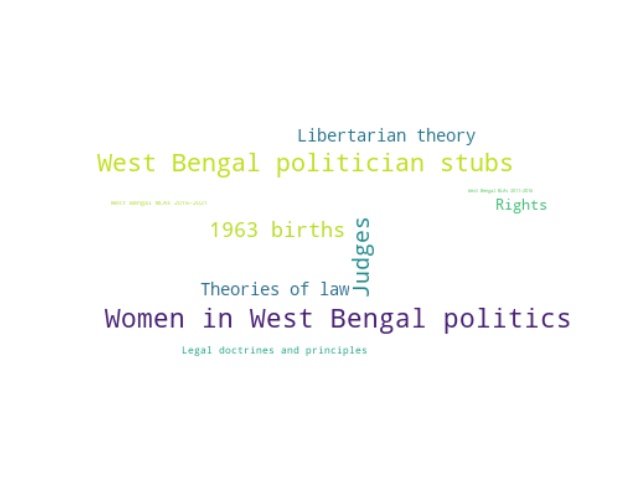 Libertarian theory
West Bengal politician stubs
West Bengal MLAs 2011–2016
West Bengal MLAs 2016–2021
Rights
1963 births
Judges
Theories of law
Women in West Bengal politics
Legal doctrines and principles